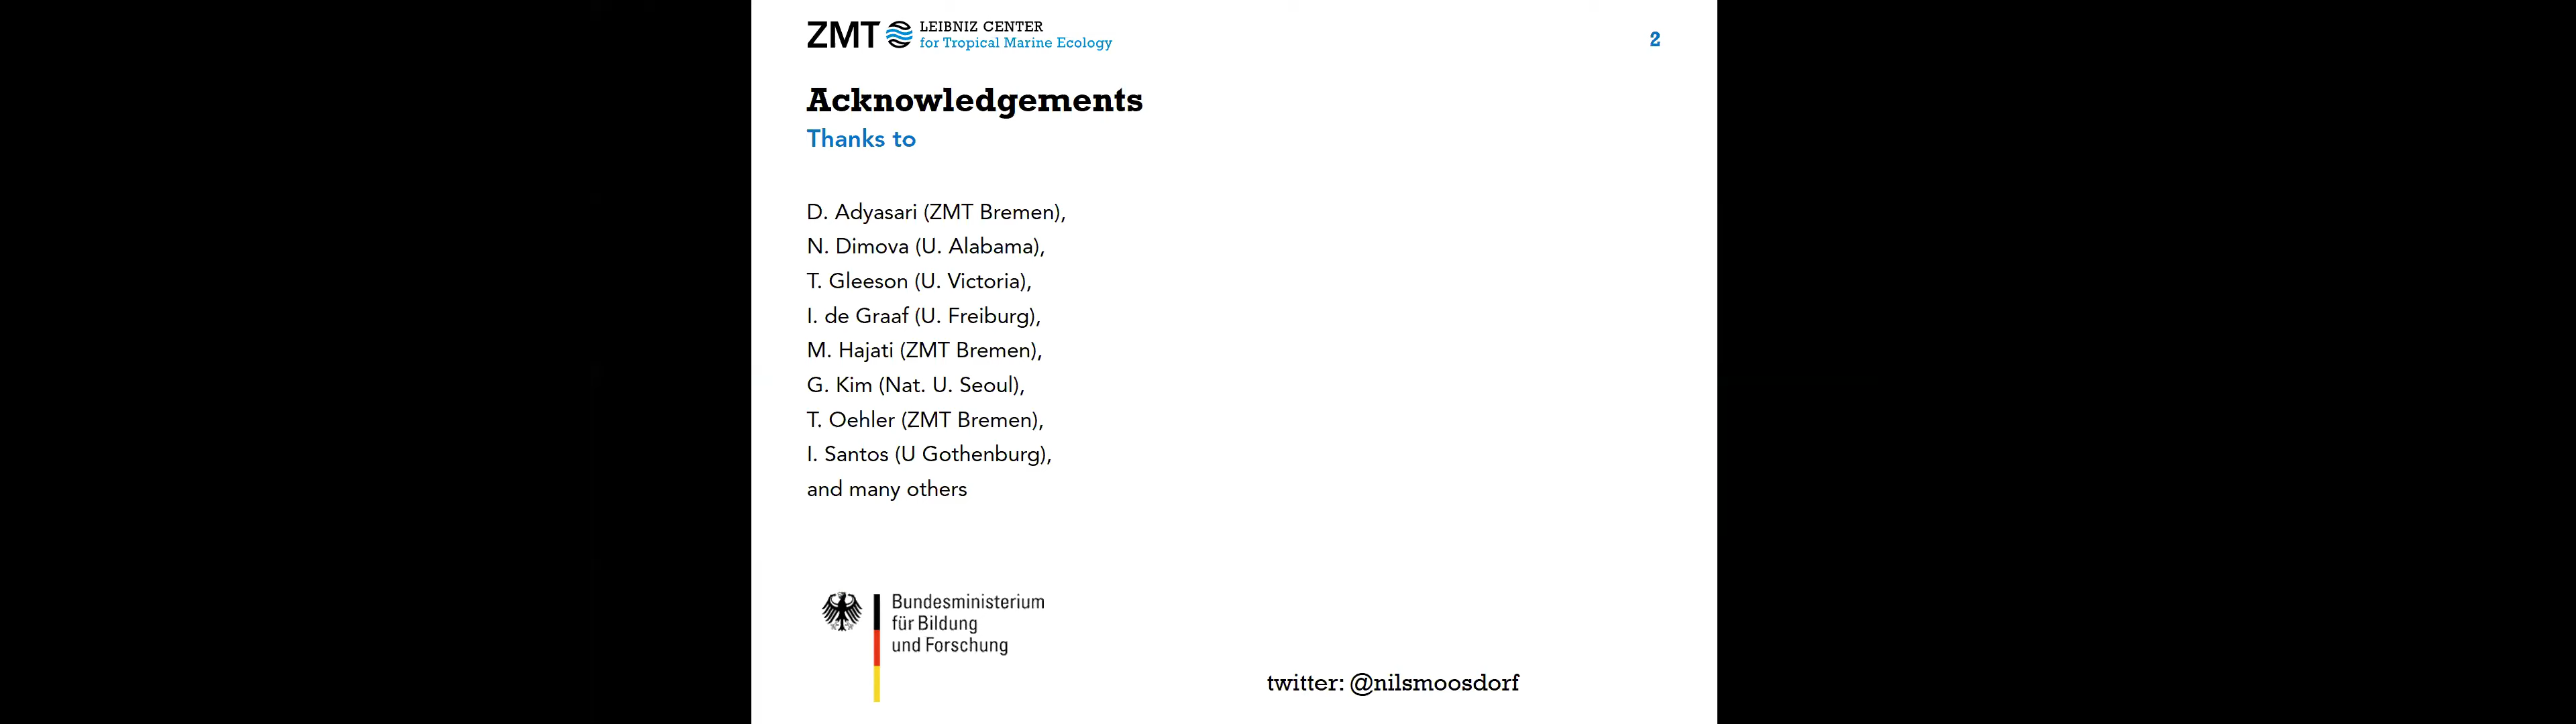 ZMT LEIBNIZ CENTER
for Tropical Marine Ecology
2
Acknowledgements
Thanks to
D. Adyasari (ZMT Bremen),
N. Dimova (U. Alabama),
T. Gleeson (U. Victoria),
I. de Graaf (U. Freiburg),
M. Hajati (ZMT Bremen),
G. Kim (Nat. U. Seoul),
T. Oehler (ZMT Bremen),
I. Santos (U Gothenburg),
and many others
Bundesministerium
für Bildung
und Forschung
twitter: @nilsmoosdorf